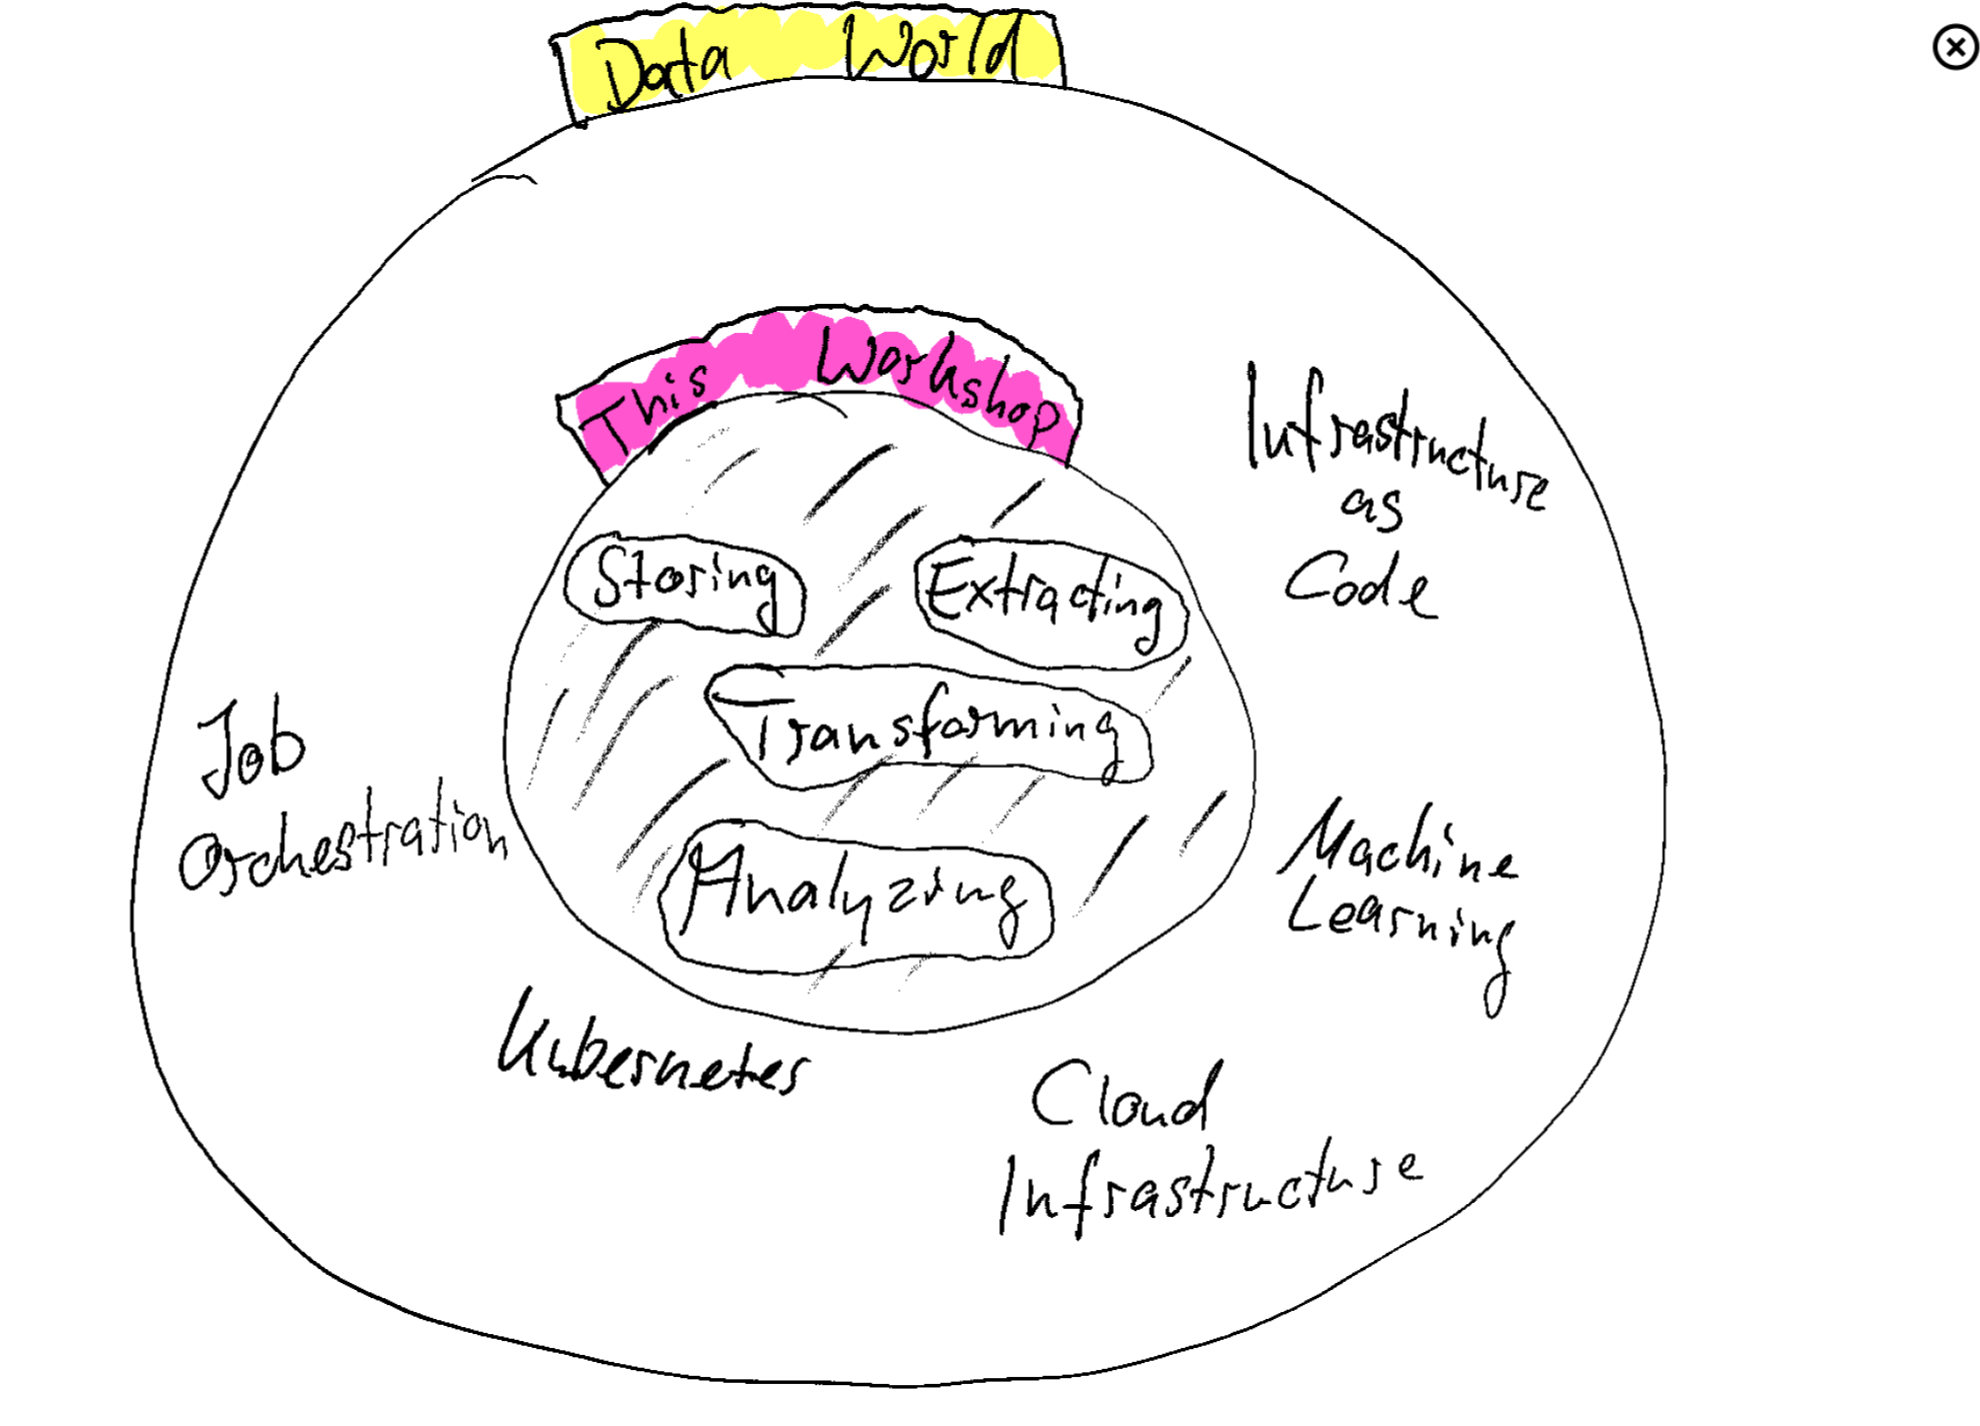 Data World
This Workshop
Infrastructure
as
Code
Storing
Extracting
Transforming
Job
Orchestration
Analyzing
Machine
Learning
Kubernetes
Cloud
Infrastructure